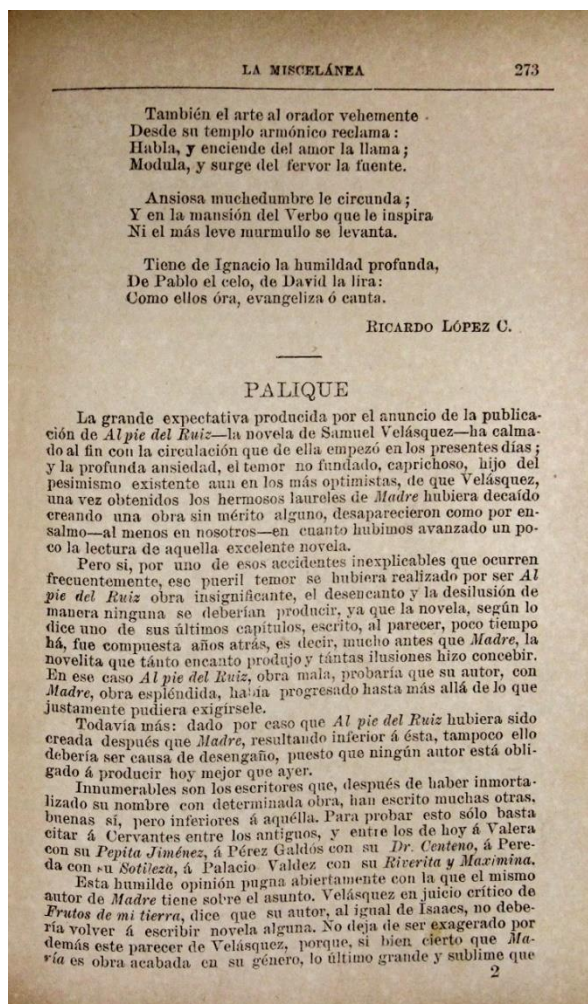 LA MISCELÁNEA 273
También el arte al orador vehemente
Desde su templo armónico reclama:
Habla, y enciende del amor la llama;
Modula, y surge del fervor la fuente.
Ansiosa muchedumbre le circunda;
Y en la mansión del Verbo que le inspira
Ni el más leve murmullo se levanta.
Tiene de Ignacio la humildad profunda,
De Pablo el celo, de David la lira:
Como ellos óra, evangeliza ó canta.
RICARDO LÓPEZ C.
PALIQUE
La grande expectativa producida por el anuncio de la publica-
ción de Al pie del Ruiz—la novela de Samuel Velásquez—ha calma-
do al fin con la circulación que de ella empezó en los presentes días;
y la profunda ansiedad, el temor no fundado, caprichoso, hijo del
pesimismo existente aun en los más optimistas, de que Velásquez,
una vez obtenidos los hermosos laureles de Madre hubiera decaído
creando una obra sin mérito alguno, desaparecieron como por en-
salmo—al menos en nosotros—en cuanto hubimos avanzado un po-
co la lectura de aquella excelente novela.
Pero si, por uno de esos accidentes inexplicables que ocurren
frecuentemente, ese pueril temor se hubiera realizado por ser Al
pie del Ruiz obra insignificante, el desencanto y la desilusión de
manera ninguna se deberían producir, ya que la novela, según lo
dice uno de sus últimos capítulos, escrito, al parecer, poco tiempo
há, fue compuesta años atrás, es decir, mucho antes que Madre, la
novelita que tánto encanto produjo y tántas ilusiones hizo concebir.
En ese caso Al pie del Ruiz, obra mala, probaría que su autor, con
Madre, obra espléndida, había progresado hasta más allá de lo que
justamente pudiera exigírsele.
Todavía más: dado por caso que Al pie del Ruiz hubiera sido
creada después que Madre, resultando inferior á ésta, tampoco ello
debería ser causa de desengaño, puesto que ningún autor está obli-
gado á producir hoy mejor que ayer.
Innumerables son los escritores que, después de haber inmorta-
lizado su nombre con determinada obra, han escrito muchas otras,
buenas sí, pero inferiores á aquélla. Para probar esto sólo basta
citar á Cervantes entre los antiguos, y entre los de hoy á Valera
con su Pepita Jiménez, á Pérez Galdós con su Dr. Centeno, á Pere-
da con su Sotileza, á Palacio Valdez con su Riverita y Maximina.
Esta humilde opinión pugna abiertamente con la que el mismo
autor de Madre tiene sobre el asunto. Velásquez en juicio crítico de
Frutos de mi tierra, dice que su autor, al igual de Isaacs, no debe-
ría volver á escribir novela alguna. No deja de ser exagerado por
demás este parecer de Velásquez, porque, si bien cierto que Ma-
ría es obra acabada en su género, lo último grande y sublime que
2